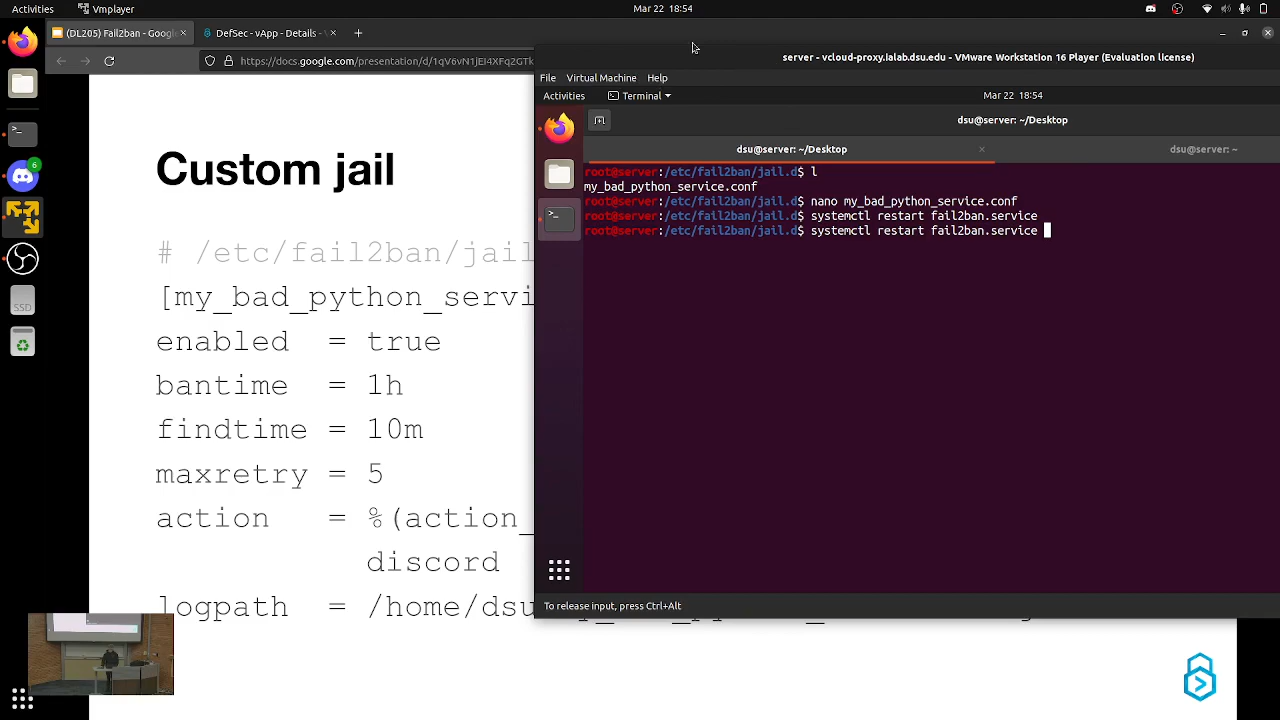 Activities
Vmplayer
Mar 22 18:54
(DL205) Fail2ban - Google
DefSec - vApp - Details -
https://docs.google.com/presentation/d/1qV6vN1jEI4XFq2GTk
server - vcloud-proxy.ialab.dsu.edu - VMware Workstation 16 Player (Evaluation license)
File Virtual Machine Help
Activities
Terminal
Mar 22 18:54
dsu@server: ~/Desktop
dsu@server: ~/Desktop
dsu@server: ~
root@server:/etc/fail2ban/jail.d$ l
my_bad_python_service.conf
root@server:/etc/fail2ban/jail.d$ nano my_bad_python_service.conf
root@server:/etc/fail2ban/jail.d$ systemctl restart fail2ban.service
root@server:/etc/fail2ban/jail.d$ systemctl restart fail2ban.service
To release input, press Ctrl+Alt
6
SSD
Custom jail
# /etc/fail2ban/jail
[my_bad_python_servi
enabled = true
bantime = 1h
findtime = 10m
maxretry = 5
action = %(action_
discord
logpath = /home/dsu